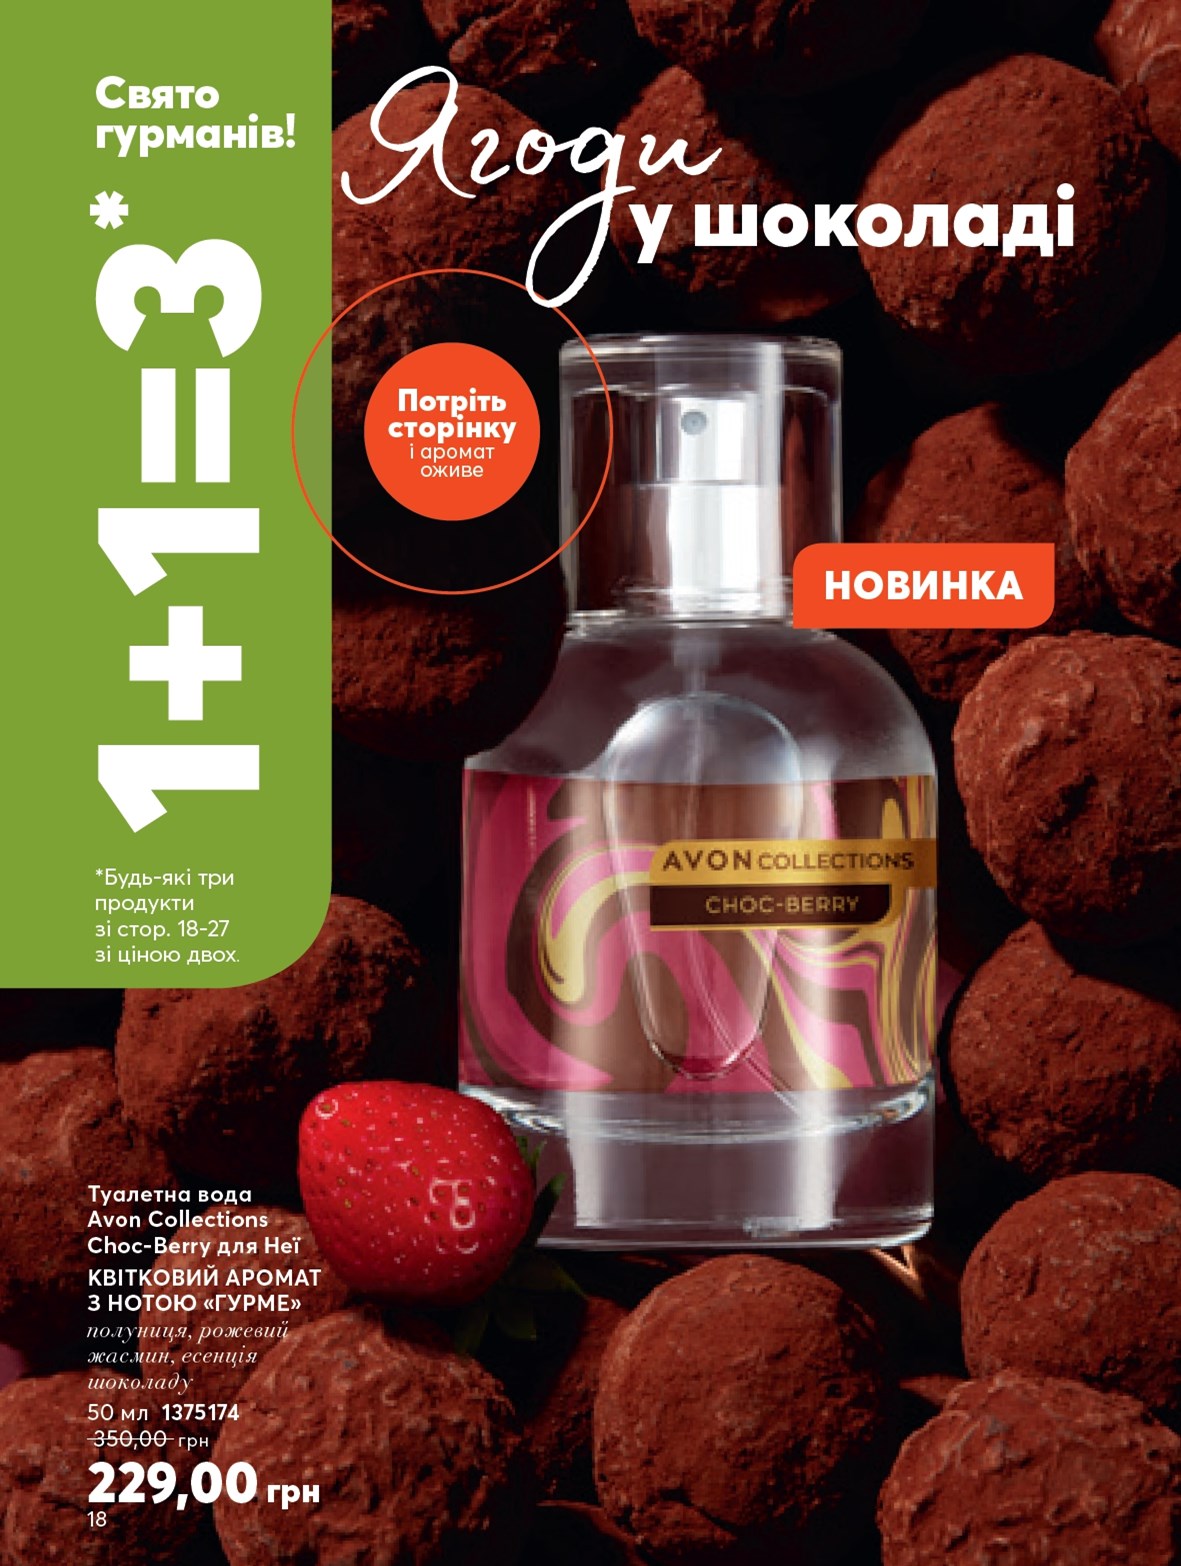 Свято
гурманів!
1+1=3*
*Будь-які три
продукти
зі стор. 18-27
зі ціною двох.
Ягоди
у шоколаді
Потріть
сторінку
і аромат
оживе
НОВИНКА
AVON COLLECTIONS
CHOC-BERRY
Туалетна вода
Avon Collections
Choc-Berry для Неї
КВІТКОВИЙ АРОМАТ
З НОТОЮ «ГУРМЕ»
полуниця, рожевий
жасмин, есенція
шоколаду
50 мл 1375174
350,00 грн
229,00 грн
18